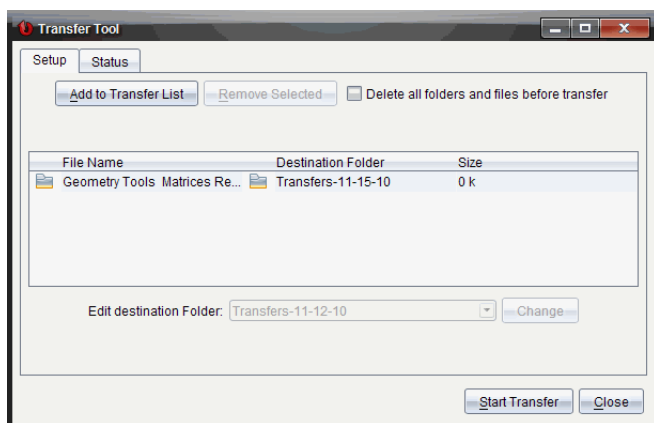 Transfer Tool
Setup Status
Add to Transfer List Remove Selected Delete all folders and files before transfer
File Name Destination Folder Size
Geometry Tools Matrices Re... Transfers-11-15-10 0 k
Edit destination Folder: Transfers-11-12-10 Change
Start Transfer Close